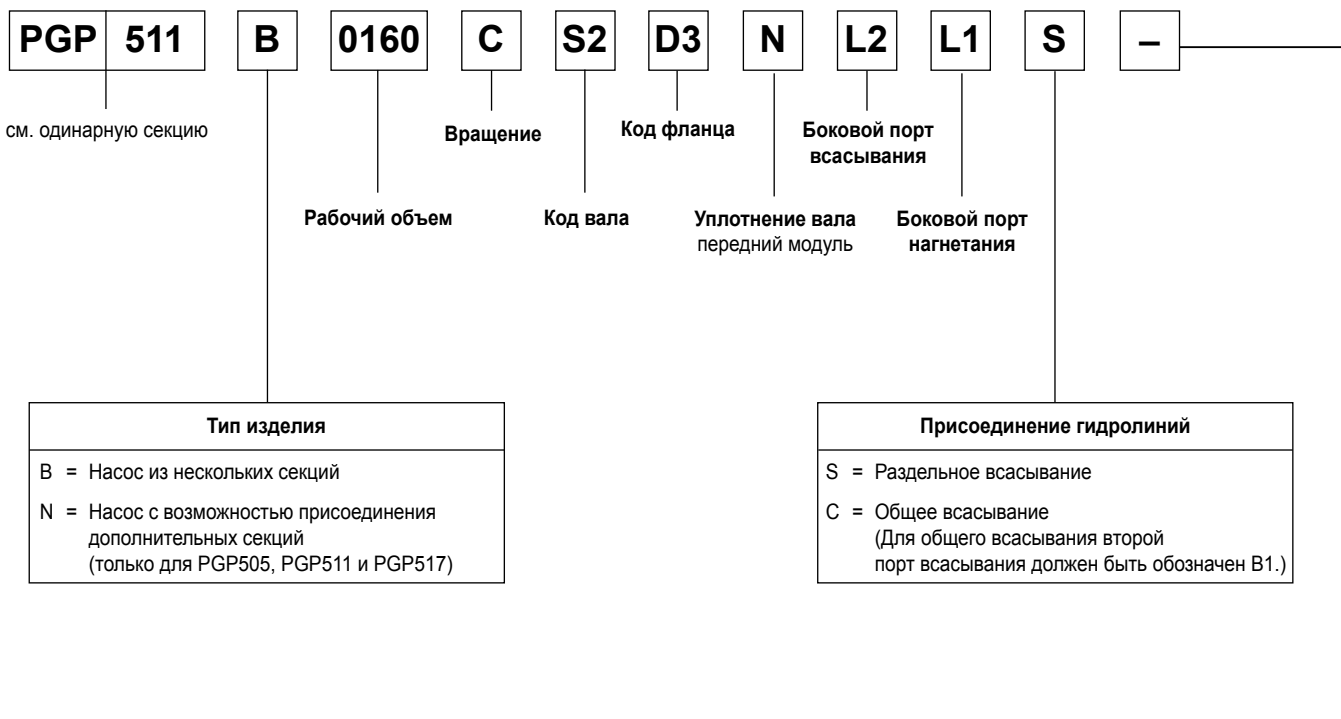 PGP 511 B 0160 C S2 D3 N L2 L1 S –
см. одинарную секцию
Вращение
Код фланца
Боковой порт
всасывания
Рабочий объем
Код вала
Уплотнение вала
передний модуль
Боковой порт
нагнетания
Тип изделия
B = Насос из нескольких секций
N = Насос с возможностью присоединения
дополнительных секций
(только для PGP505, PGP511 и PGP517)
Присоединение гидролиний
S = Раздельное всасывание
C = Общее всасывание
(Для общего всасывания второй
порт всасывания должен быть обозначен B1.)